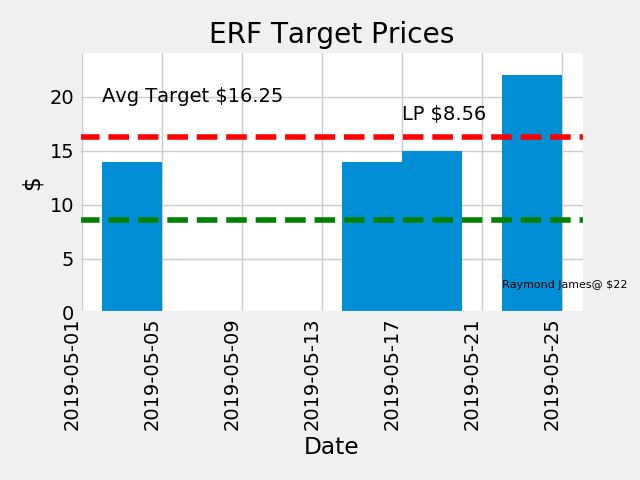 ERF Target Prices
Avg Target $16.25
LP $8.56
Raymond James@ $22
$
20
15
10
5
0
2019-05-01
2019-05-05
2019-05-09
2019-05-13
2019-05-17
2019-05-21
2019-05-25
Date